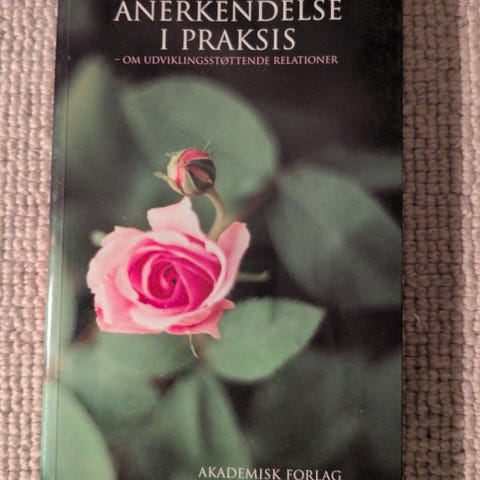 ANERKENDELSE
I PRAKSIS
– OM UDVIKLINGSSTØTTENDE RELATIONER
AKADEMISK FORLAG